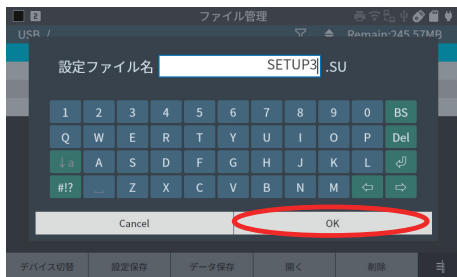 2 ファイル管理
USB / Remain:245.57MB
設定ファイル名 SETUP3 .SU
1 2 3 4 5 6 7 8 9 0 BS
Q W E R T Y U I O P Del
↓a A S D F G H J K L
#!? Z X C V B N M ⇦ ⇨
Cancel OK
デバイス切替 設定保存 データ保存 開く 削除